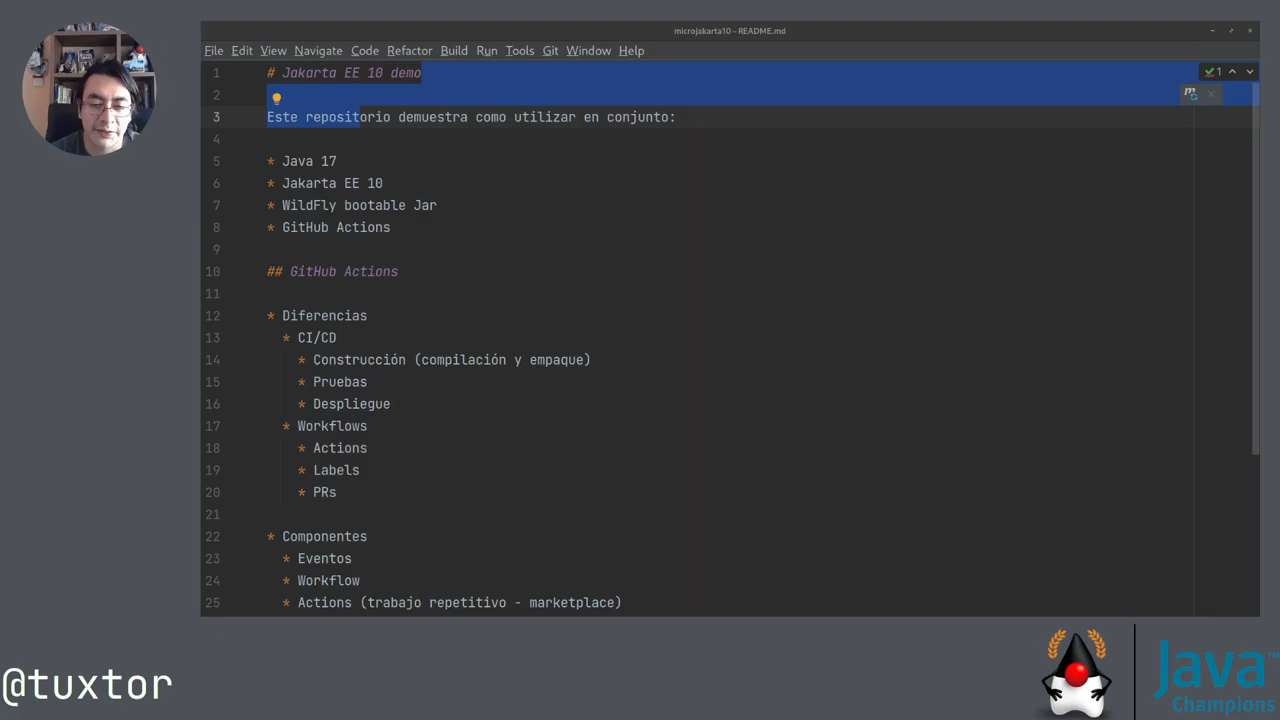 microjakarta10 – README.md
File Edit View Navigate Code Refactor Build Run Tools Git Window Help
1 # Jakarta EE 10 demo
1
2
3 Este repositorio demuestra como utilizar en conjunto:
4
5 * Java 17
6 * Jakarta EE 10
7 * WildFly bootable Jar
8 * GitHub Actions
9
10 ## GitHub Actions
11
12 * Diferencias
13 * CI/CD
14 * Construcción (compilación y empaque)
15 * Pruebas
16 * Despliegue
17 * Workflows
18 * Actions
19 * Labels
20 * PRs
21
22 * Componentes
23 * Eventos
24 * Workflow
25 * Actions (trabajo repetitivo - marketplace)
@tuxtor
Java™
Champions